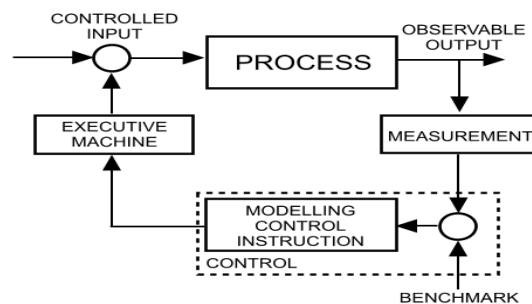 CONTROLLED
INPUT
OBSERVABLE
OUTPUT
PROCESS
EXECUTIVE
MACHINE
MEASUREMENT
MODELLING
CONTROL
INSTRUCTION
CONTROL
BENCHMARK